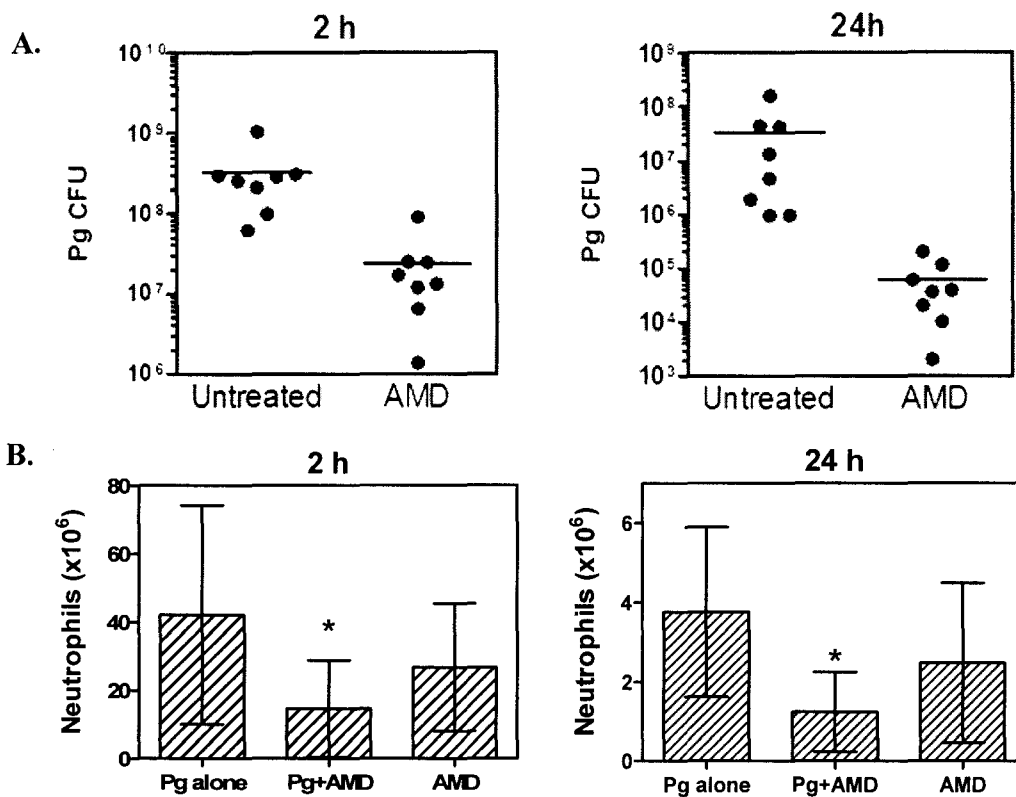 A.
2 h
Pg CFU
10^10
10^9
10^8
10^7
10^6
Untreated AMD
24h
Pg CFU
10^9
10^8
10^7
10^6
10^5
10^4
10^3
Untreated AMD
B.
2 h
Neutrophils (x10^6)
80
60
40
20
0
*
Pg alone Pg+AMD AMD
24 h
Neutrophils (x10^6)
6
4
2
0
*
Pg alone Pg+AMD AMD